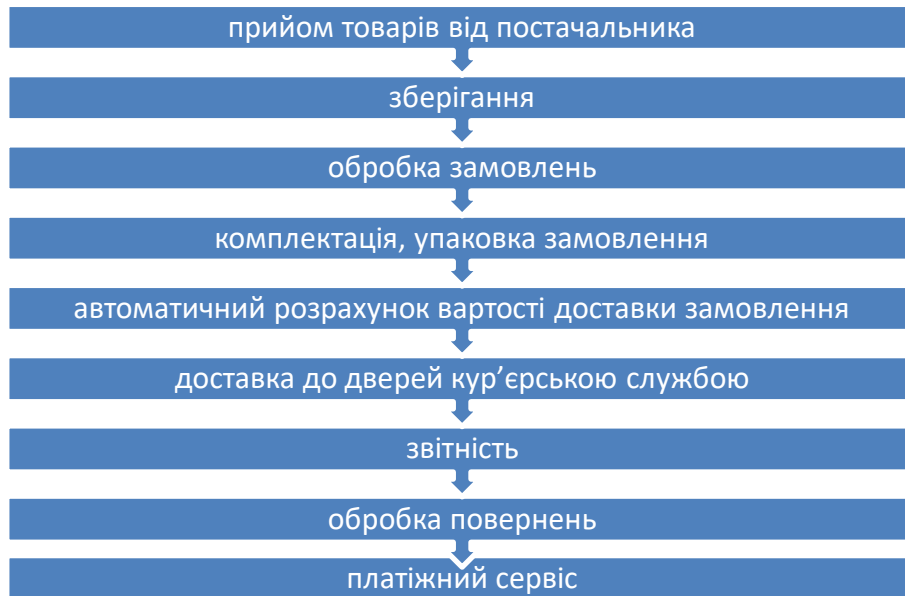 прийом товарів від постачальника
зберігання
обробка замовлень
комплектація, упаковка замовлення
автоматичний розрахунок вартості доставки замовлення
доставка до дверей кур’єрською службою
звітність
обробка повернень
платіжний сервіс